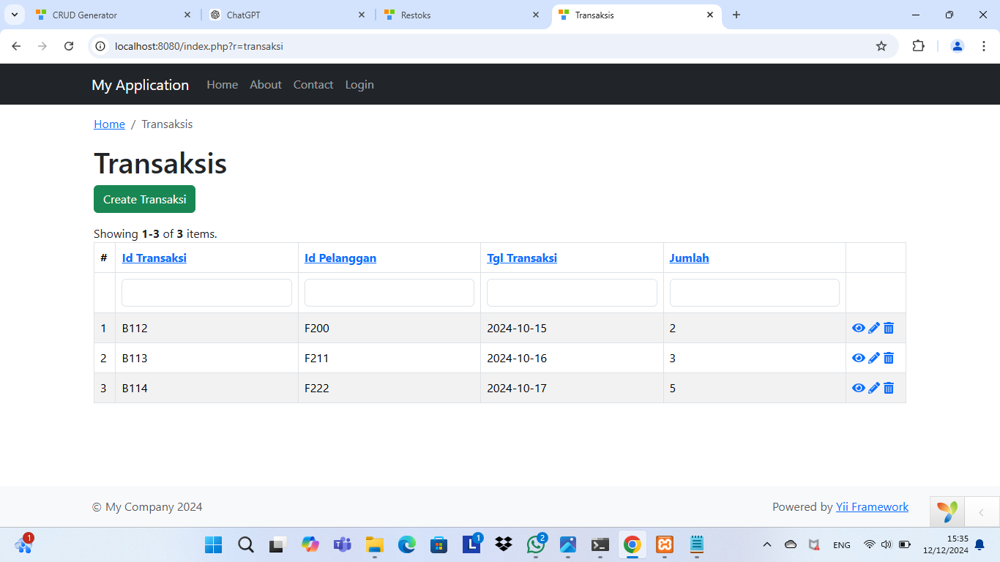 CRUD Generator
ChatGPT
Restoks
Transaksis
localhost:8080/index.php?r=transaksi
My Application Home About Contact Login
Home / Transaksis
Transaksis
Create Transaksi
Showing 1-3 of 3 items.
# Id Transaksi Id Pelanggan Tgl Transaksi Jumlah
1 B112 F200 2024-10-15 2
2 B113 F211 2024-10-16 3
3 B114 F222 2024-10-17 5
© My Company 2024 Powered by Yii Framework
1
1
2
L
ENG
15:35
12/12/2024